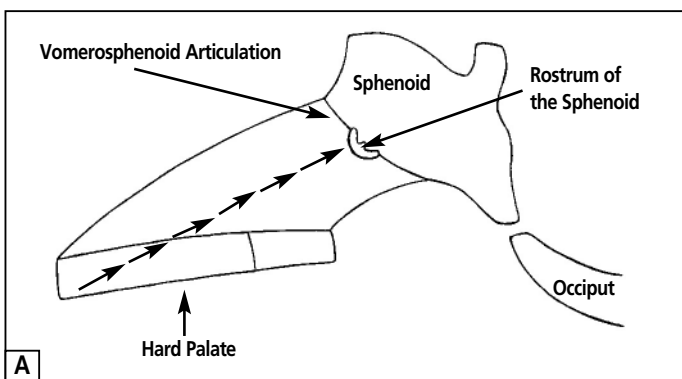 Vomerosphenoid Articulation
Sphenoid
Rostrum of
the Sphenoid
Occiput
Hard Palate
A